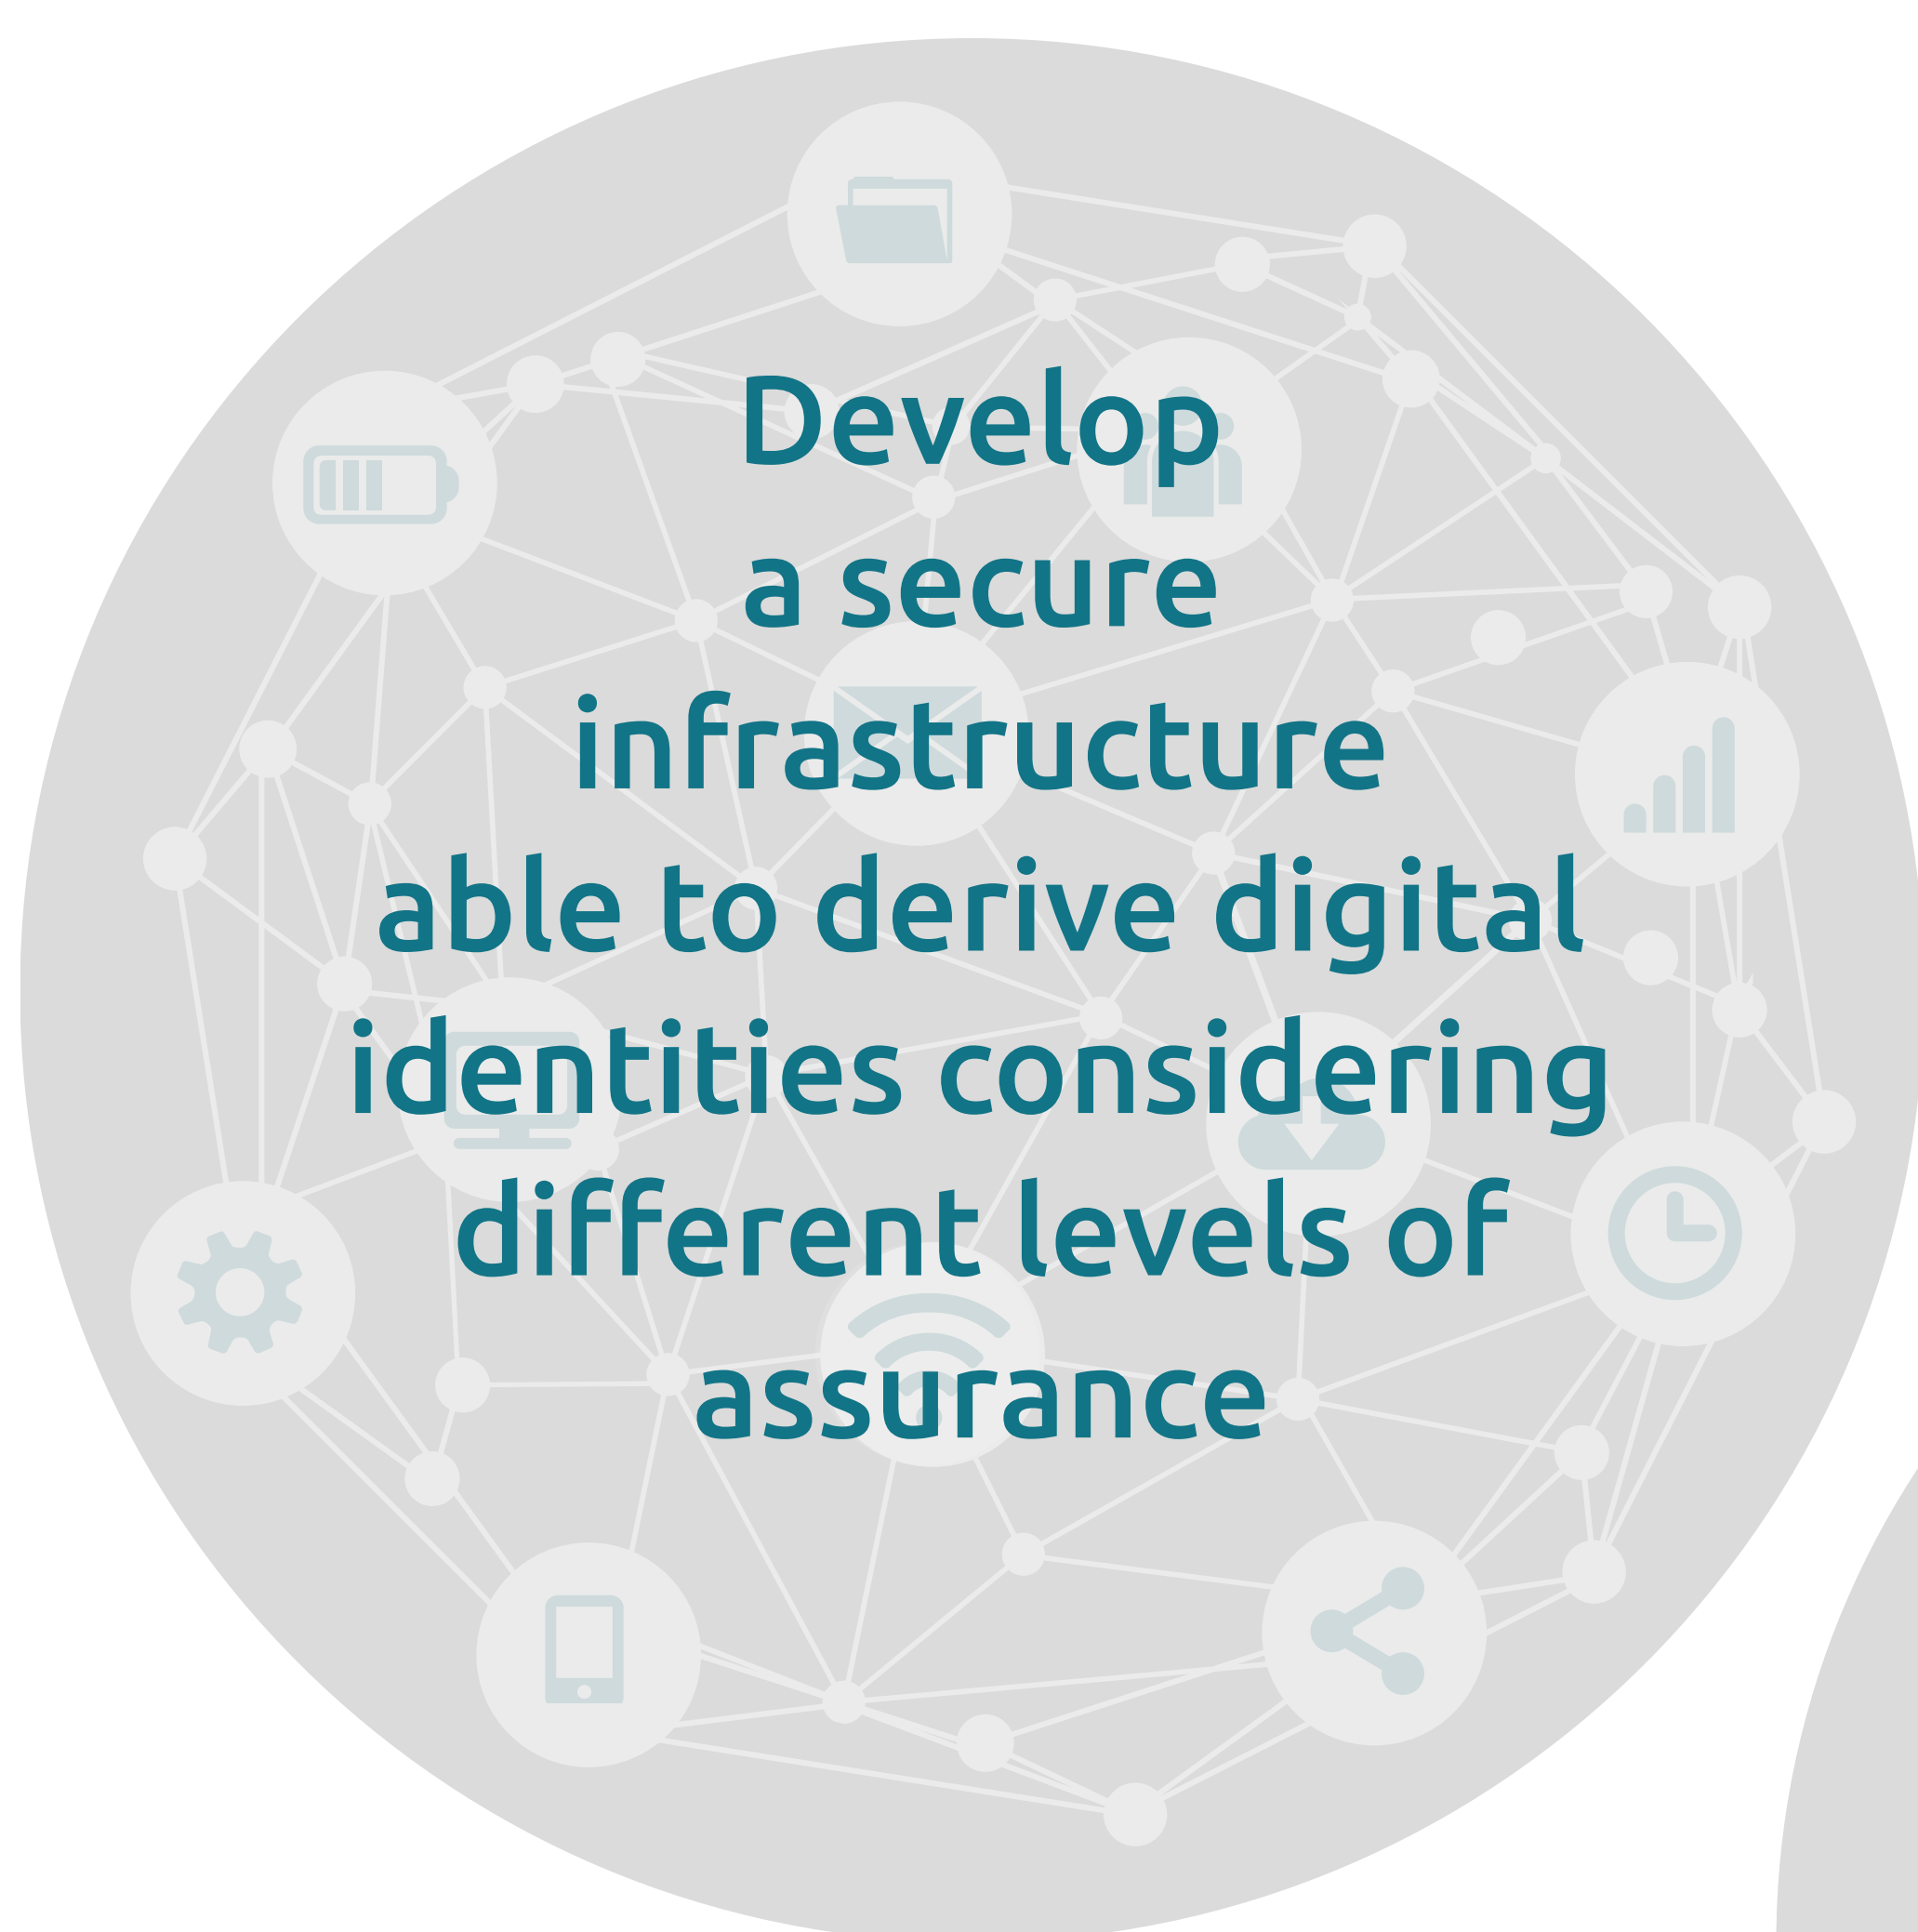 Develop
a secure
infrastructure
able to derive digital
identities considering
different levels of
assurance